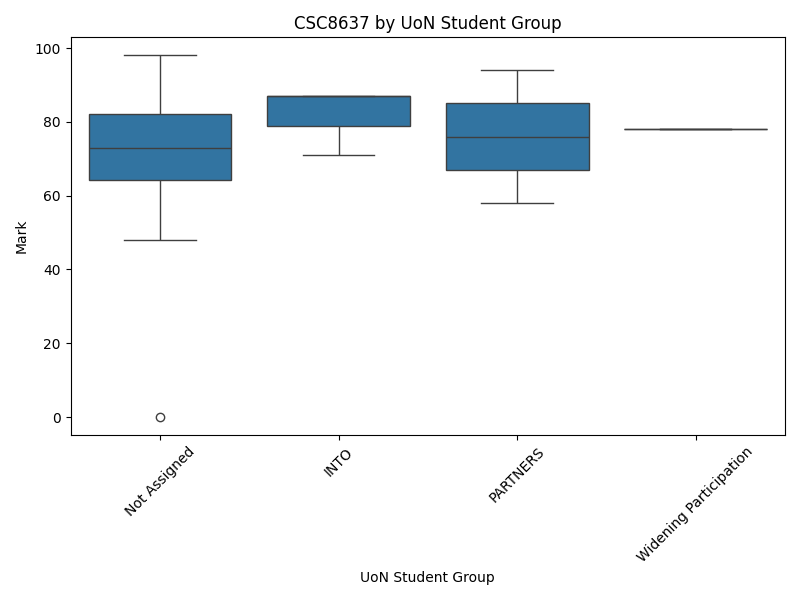 CSC8637 by UoN Student Group
Mark
100
80
60
40
20
0
Not Assigned
INTO
PARTNERS
Widening Participation
UoN Student Group